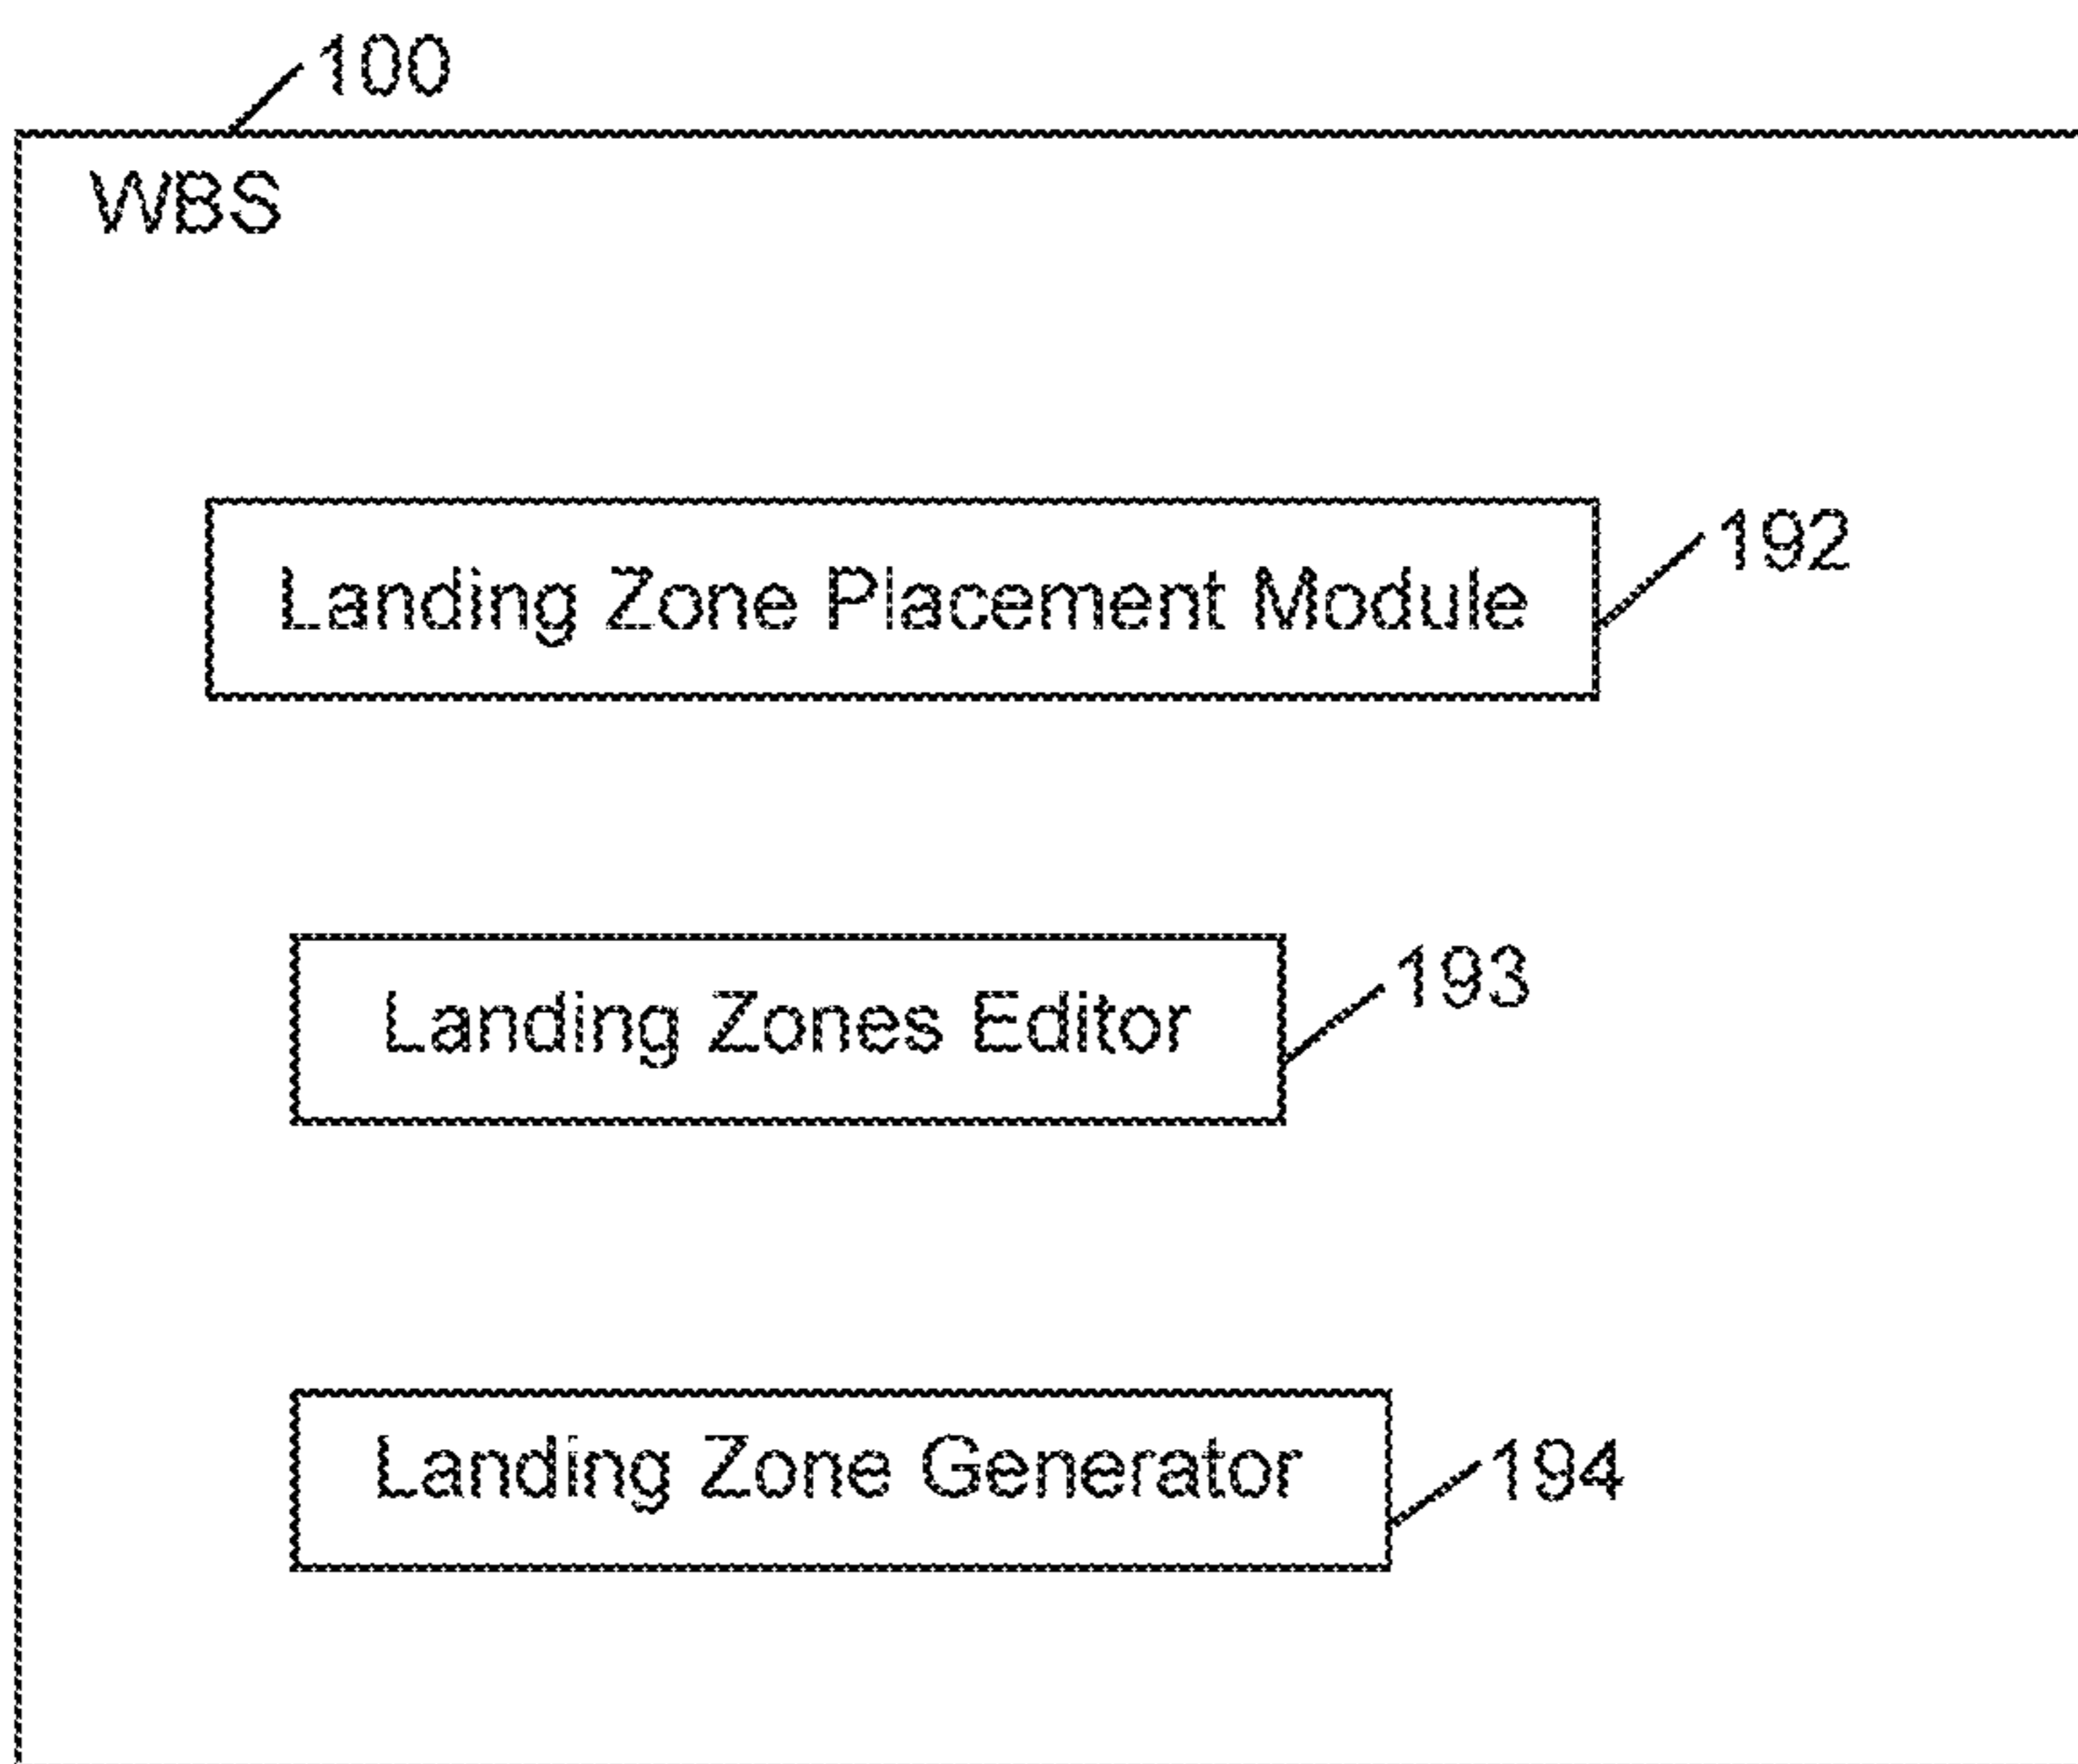 100
WBS
Landing Zone Placement Module
192
Landing Zones Editor
193
Landing Zone Generator
194